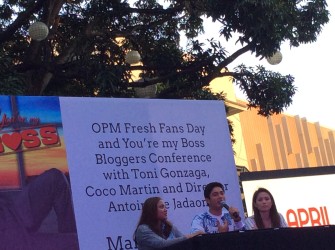 BOSS
OPM Fresh Fans Day
and You're my Boss
Bloggers Conference
with Toni Gonzaga,
Coco Martin and Director
Antoinette Jadaone
APRIL